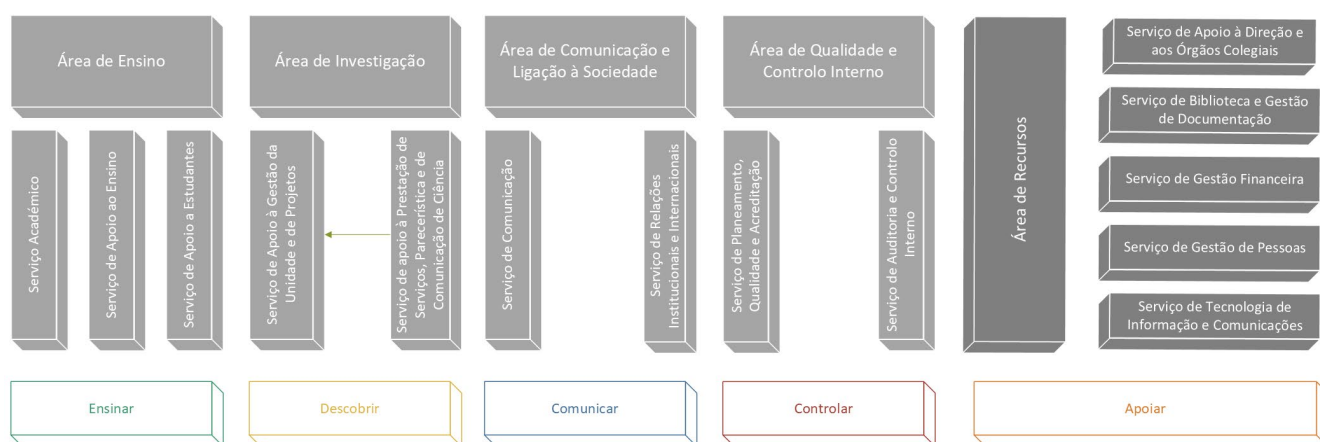 Área de Ensino
Área de Investigação
Área de Comunicação e
Ligação à Sociedade
Área de Qualidade e
Controlo Interno
Serviço Académico
Serviço de Apoio ao Ensino
Serviço de Apoio a Estudantes
Serviço de Apoio à Gestão da
Unidade e de Projetos
Serviço de apoio à Prestação de
Serviços, Parecerística e de
Comunicação de Ciência
Serviço de Comunicação
Serviço de Relações
Institucionais e Internacionais
Serviço de Planeamento,
Qualidade e Acreditação
Serviço de Auditoria e Controlo
Interno
Área de Recursos
Serviço de Apoio à Direção e
aos Órgãos Colegiais
Serviço de Biblioteca e Gestão
de Documentação
Serviço de Gestão Financeira
Serviço de Gestão de Pessoas
Serviço de Tecnologia de
Informação e Comunicações
Ensinar
Descobrir
Comunicar
Controlar
Apoiar